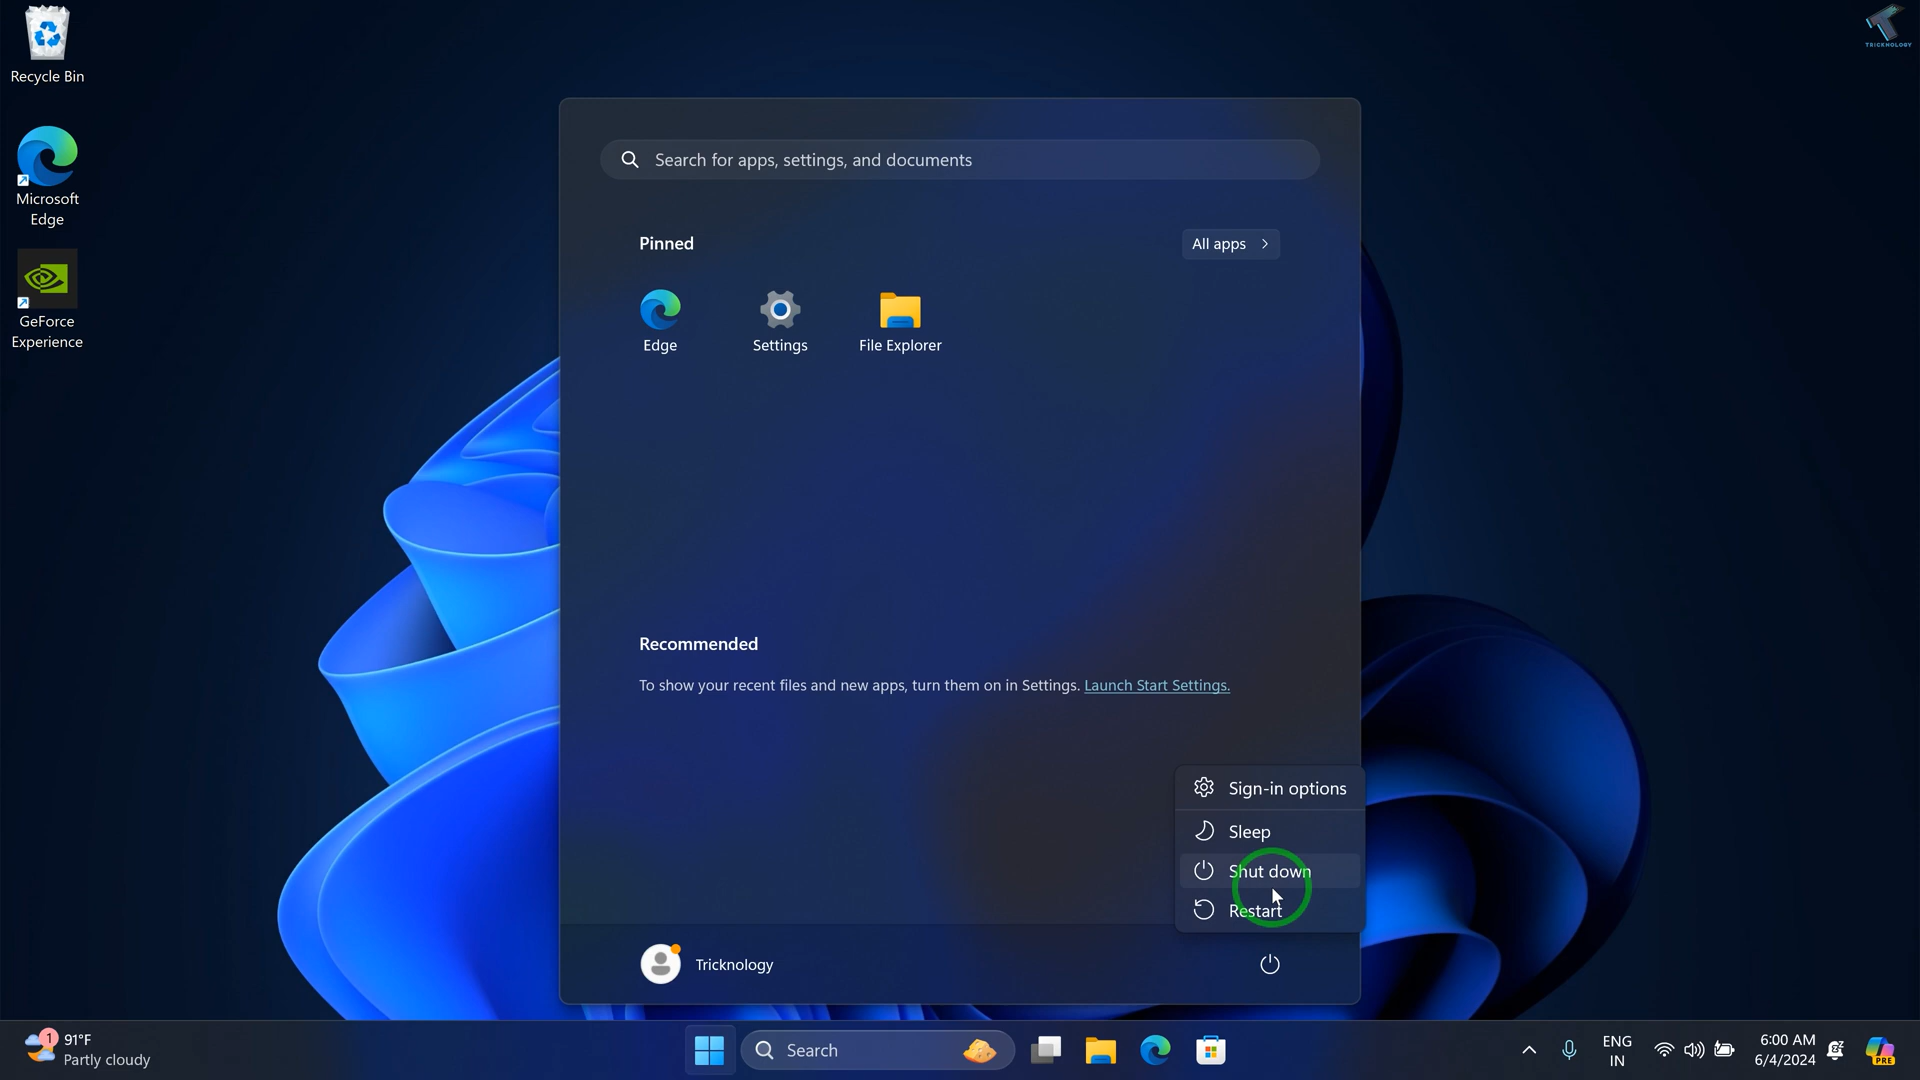 Recycle Bin
TRICKNOLOGY
Microsoft
Edge
GeForce
Experience
Search for apps, settings, and documents
Pinned
All apps
Edge
Settings
File Explorer
Recommended
To show your recent files and new apps, turn them on in Settings. Launch Start Settings.
Sign-in options
Sleep
Shut down
Restart
Tricknology
1
91°F
Partly cloudy
Search
ENG
IN
6:00 AM
6/4/2024
PRE